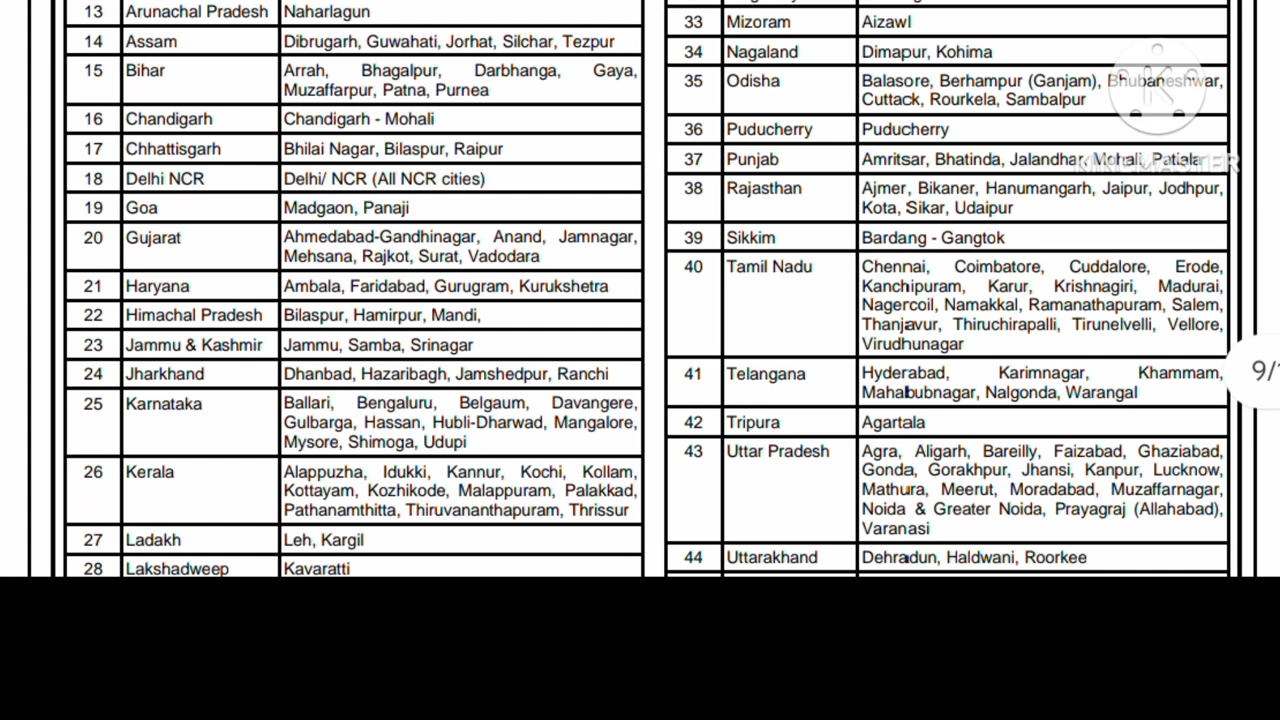 13 Arunachal Pradesh Naharlagun
14 Assam Dibrugarh, Guwahati, Jorhat, Silchar, Tezpur
15 Bihar Arrah, Bhagalpur, Darbhanga, Gaya,
Muzaffarpur, Patna, Purnea
16 Chandigarh Chandigarh - Mohali
17 Chhattisgarh Bhilai Nagar, Bilaspur, Raipur
18 Delhi NCR Delhi/ NCR (All NCR cities)
19 Goa Madgaon, Panaji
20 Gujarat Ahmedabad-Gandhinagar, Anand, Jamnagar,
Mehsana, Rajkot, Surat, Vadodara
21 Haryana Ambala, Faridabad, Gurugram, Kurukshetra
22 Himachal Pradesh Bilaspur, Hamirpur, Mandi,
23 Jammu & Kashmir Jammu, Samba, Srinagar
24 Jharkhand Dhanbad, Hazaribagh, Jamshedpur, Ranchi
25 Karnataka Ballari, Bengaluru, Belgaum, Davangere,
Gulbarga, Hassan, Hubli-Dharwad, Mangalore,
Mysore, Shimoga, Udupi
26 Kerala Alappuzha, Idukki, Kannur, Kochi, Kollam,
Kottayam, Kozhikode, Malappuram, Palakkad,
Pathanamthitta, Thiruvananthapuram, Thrissur
27 Ladakh Leh, Kargil
28 Lakshadweep Kavaratti
33 Mizoram Aizawl
34 Nagaland Dimapur, Kohima
35 Odisha Balasore, Berhampur (Ganjam), Bhubaneshwar,
Cuttack, Rourkela, Sambalpur
36 Puducherry Puducherry
37 Punjab Amritsar, Bhatinda, Jalandhar, Mohali, Patiala
38 Rajasthan Ajmer, Bikaner, Hanumangarh, Jaipur, Jodhpur,
Kota, Sikar, Udaipur
39 Sikkim Bardang - Gangtok
40 Tamil Nadu Chennai, Coimbatore, Cuddalore, Erode,
Kanchipuram, Karur, Krishnagiri, Madurai,
Nagercoil, Namakkal, Ramanathapuram, Salem,
Thanjavur, Thiruchirapalli, Tirunelvelli, Vellore,
Virudhunagar
41 Telangana Hyderabad, Karimnagar, Khammam,
Mahabubnagar, Nalgonda, Warangal
42 Tripura Agartala
43 Uttar Pradesh Agra, Aligarh, Bareilly, Faizabad, Ghaziabad,
Gonda, Gorakhpur, Jhansi, Kanpur, Lucknow,
Mathura, Meerut, Moradabad, Muzaffarnagar,
Noida & Greater Noida, Prayagraj (Allahabad),
Varanasi
44 Uttarakhand Dehradun, Haldwani, Roorkee
K
KINEMASTER
9/